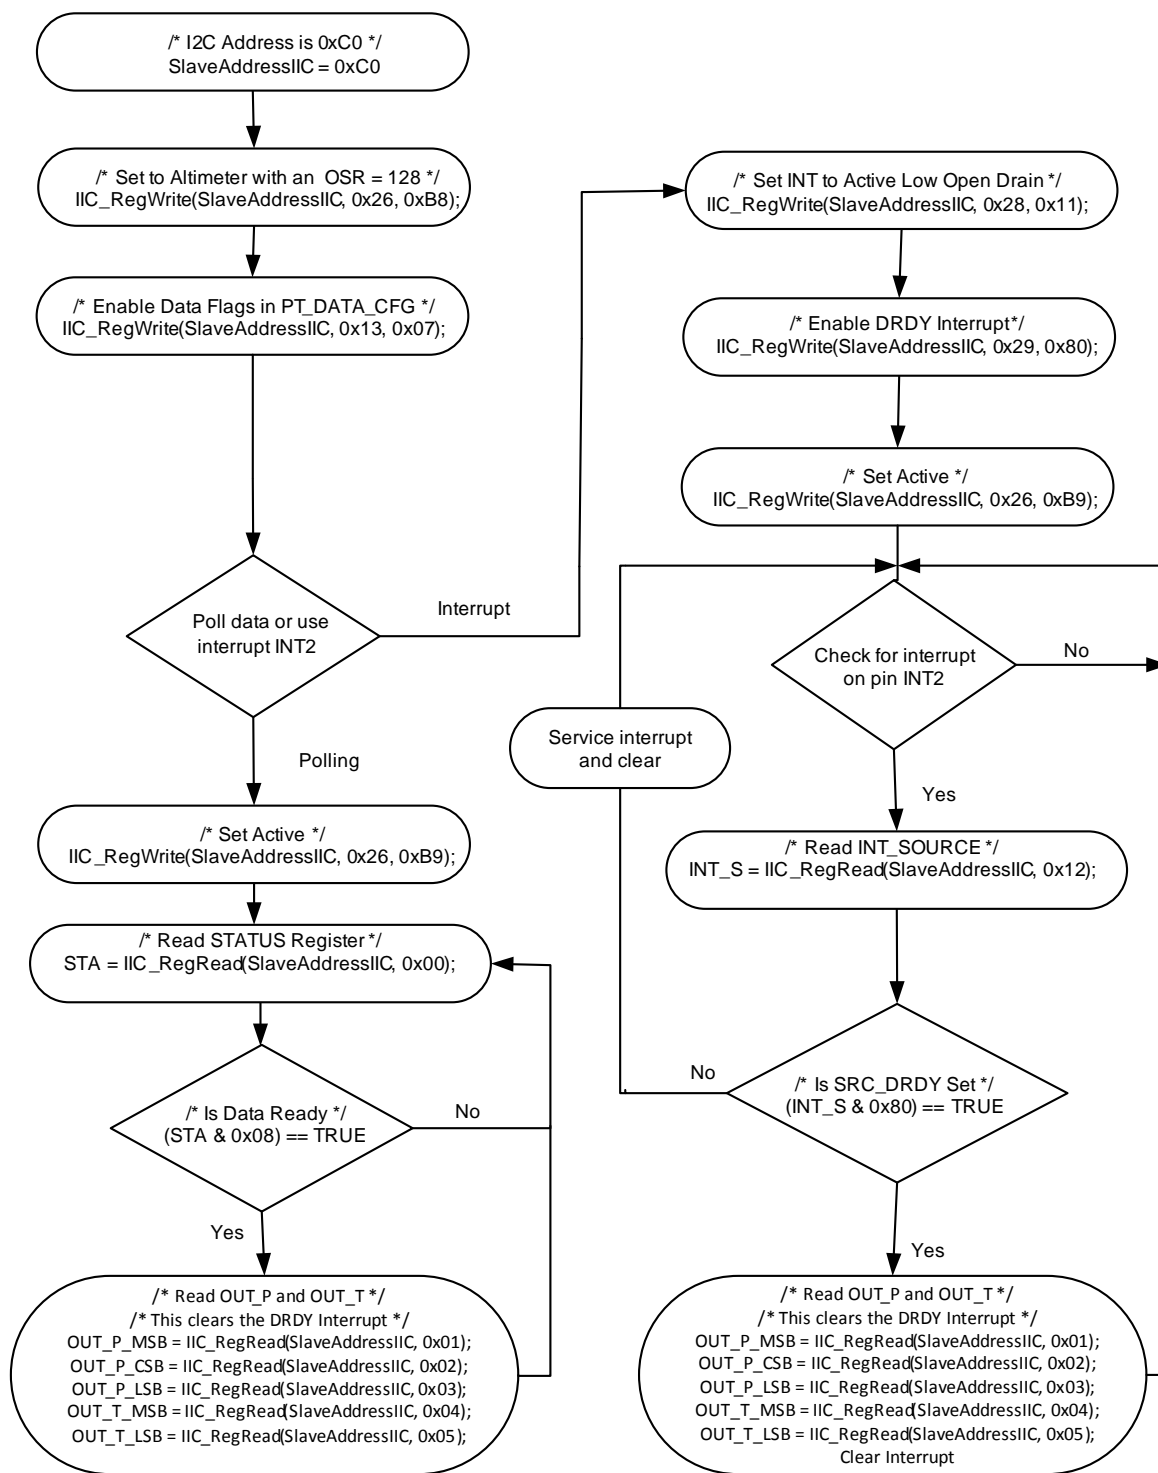 /* I2C Address is 0xC0 */
SlaveAddressIIC = 0xC0
/* Set to Altimeter with an OSR = 128 */
IIC_RegWrite(SlaveAddressIIC, 0x26, 0xB8);
/* Enable Data Flags in PT_DATA_CFG */
IIC_RegWrite(SlaveAddressIIC, 0x13, 0x07);
Poll data or use
interrupt INT2
Interrupt
Polling
/* Set Active */
IIC_RegWrite(SlaveAddressIIC, 0x26, 0xB9);
/* Read STATUS Register */
STA = IIC_RegRead(SlaveAddressIIC, 0x00);
/* Is Data Ready */
(STA & 0x08) == TRUE
No
Yes
/* Read OUT_P and OUT_T */
/* This clears the DRDY Interrupt */
OUT_P_MSB = IIC_RegRead(SlaveAddressIIC, 0x01);
OUT_P_CSB = IIC_RegRead(SlaveAddressIIC, 0x02);
OUT_P_LSB = IIC_RegRead(SlaveAddressIIC, 0x03);
OUT_T_MSB = IIC_RegRead(SlaveAddressIIC, 0x04);
OUT_T_LSB = IIC_RegRead(SlaveAddressIIC, 0x05);
/* Set INT to Active Low Open Drain */
IIC_RegWrite(SlaveAddressIIC, 0x28, 0x11);
/* Enable DRDY Interrupt*/
IIC_RegWrite(SlaveAddressIIC, 0x29, 0x80);
/* Set Active */
IIC_RegWrite(SlaveAddressIIC, 0x26, 0xB9);
Check for interrupt
on pin INT2
No
Service interrupt
and clear
Yes
/* Read INT_SOURCE */
INT_S = IIC_RegRead(SlaveAddressIIC, 0x12);
No
/* Is SRC_DRDY Set */
(INT_S & 0x80) == TRUE
Yes
/* Read OUT_P and OUT_T */
/* This clears the DRDY Interrupt */
OUT_P_MSB = IIC_RegRead(SlaveAddressIIC, 0x01);
OUT_P_CSB = IIC_RegRead(SlaveAddressIIC, 0x02);
OUT_P_LSB = IIC_RegRead(SlaveAddressIIC, 0x03);
OUT_T_MSB = IIC_RegRead(SlaveAddressIIC, 0x04);
OUT_T_LSB = IIC_RegRead(SlaveAddressIIC, 0x05);
Clear Interrupt